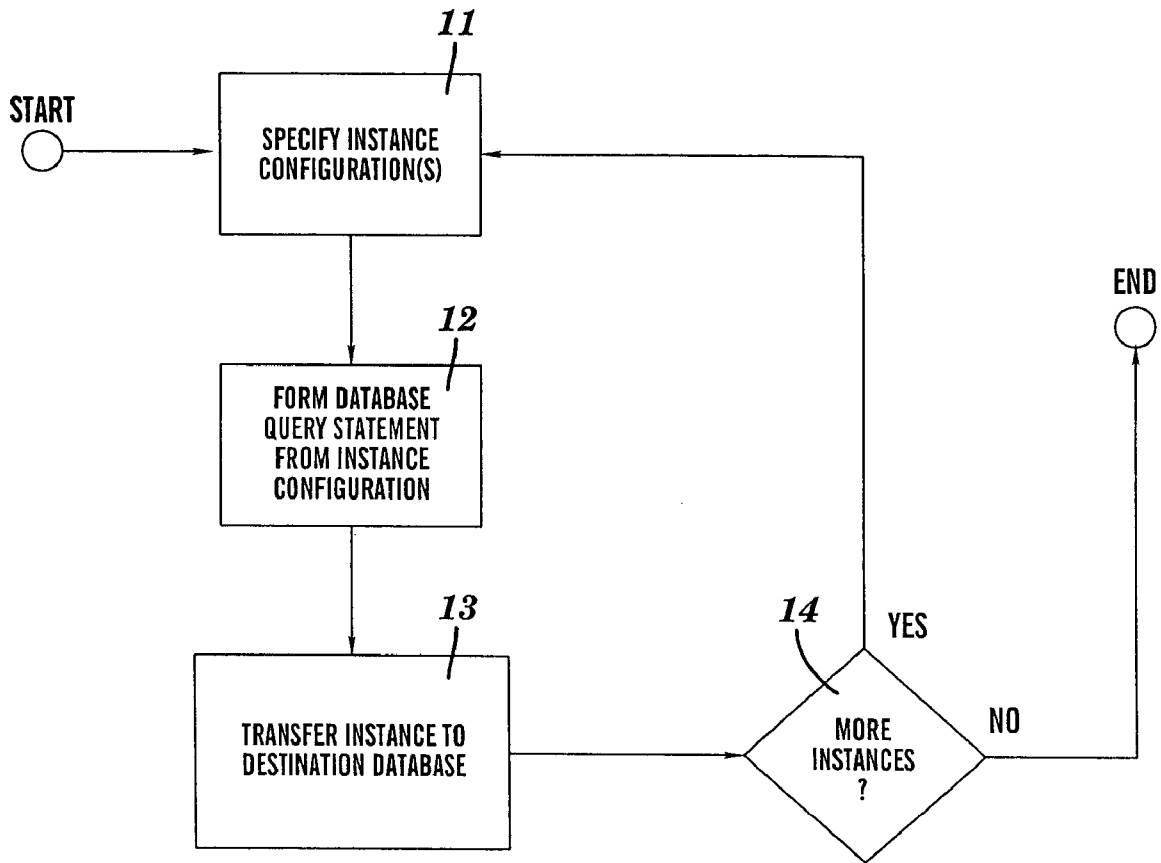 11
START
SPECIFY INSTANCE
CONFIGURATION(S)
12
FORM DATABASE
QUERY STATEMENT
FROM INSTANCE
CONFIGURATION
END
13
TRANSFER INSTANCE TO
DESTINATION DATABASE
14
YES
MORE
INSTANCES
?
NO